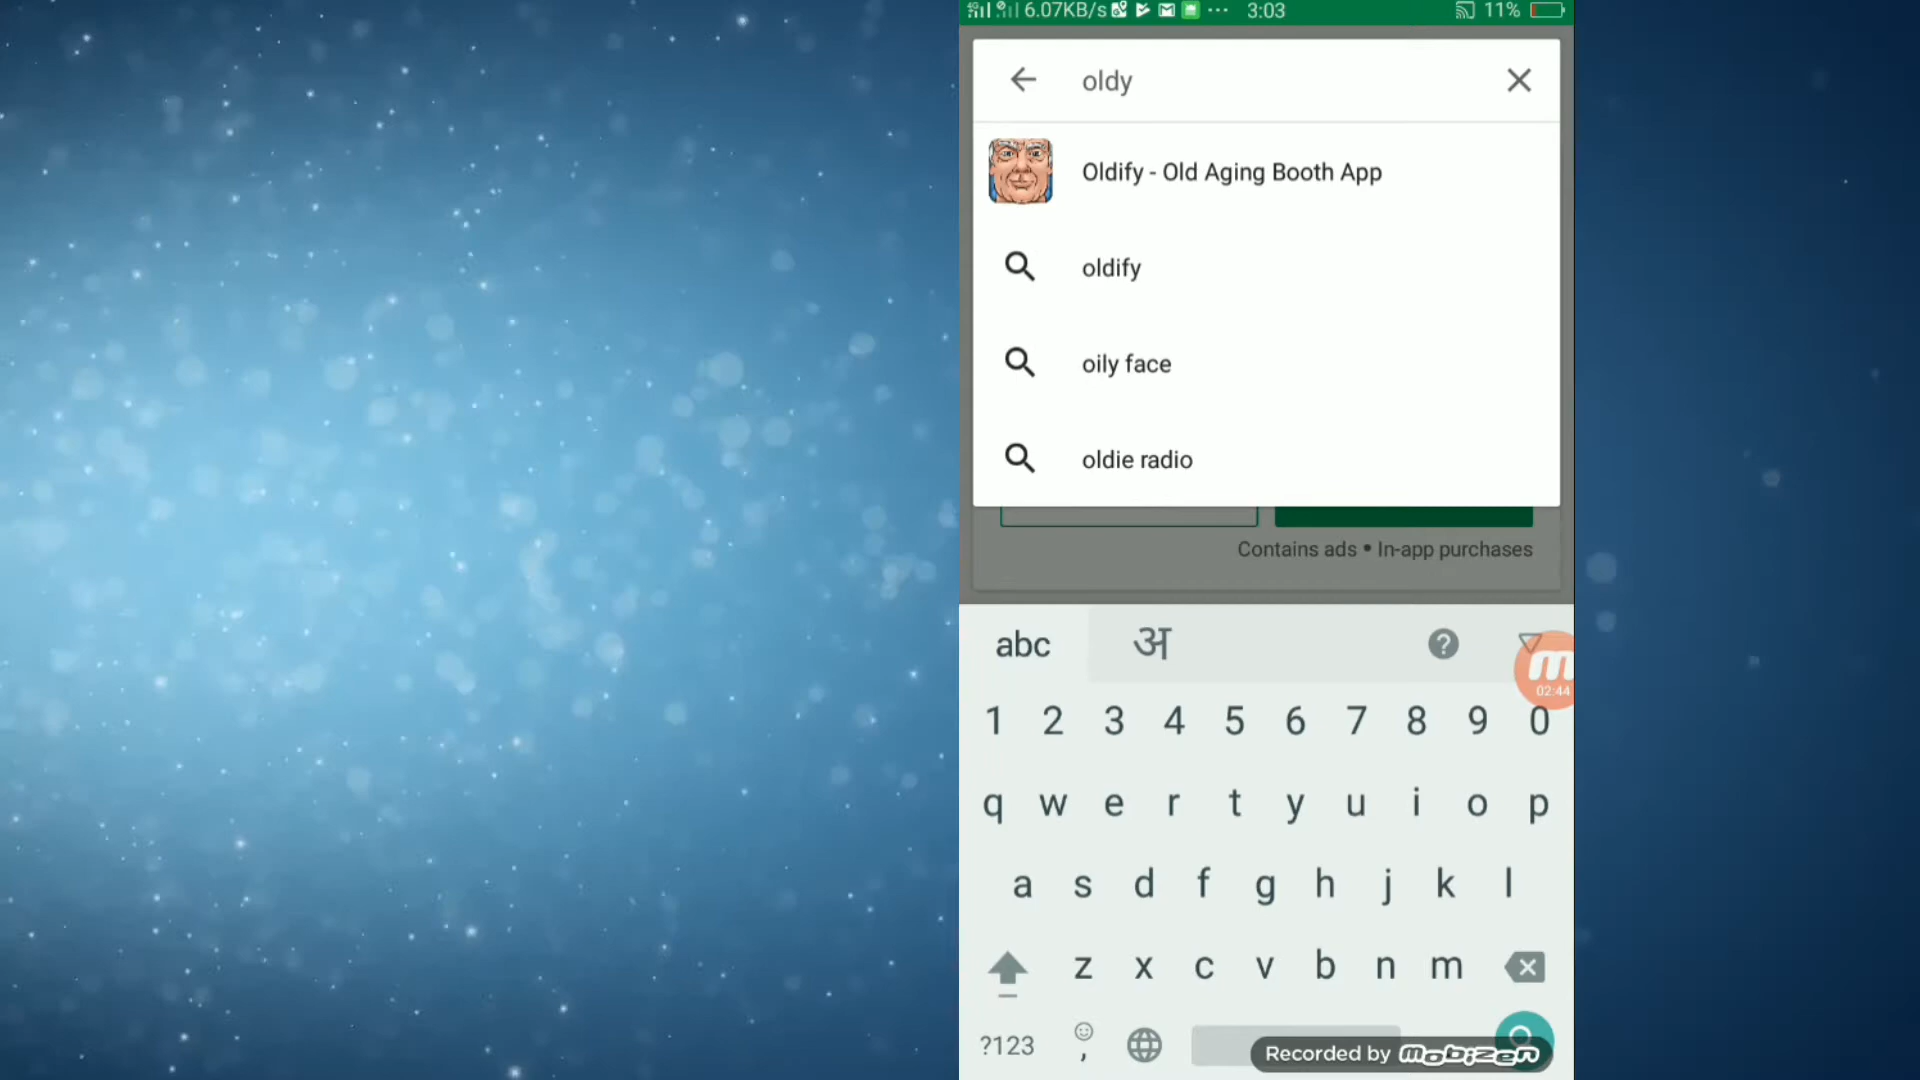 6.07KB/s ... 3:03 11%
oldy
Oldify - Old Aging Booth App
oldify
oily face
oldie radio
Contains ads • In-app purchases
abc अ
02:44
1 2 3 4 5 6 7 8 9 0
q w e r t y u i o p
a s d f g h j k l
z x c v b n m
?123 ,
Recorded by mobizen